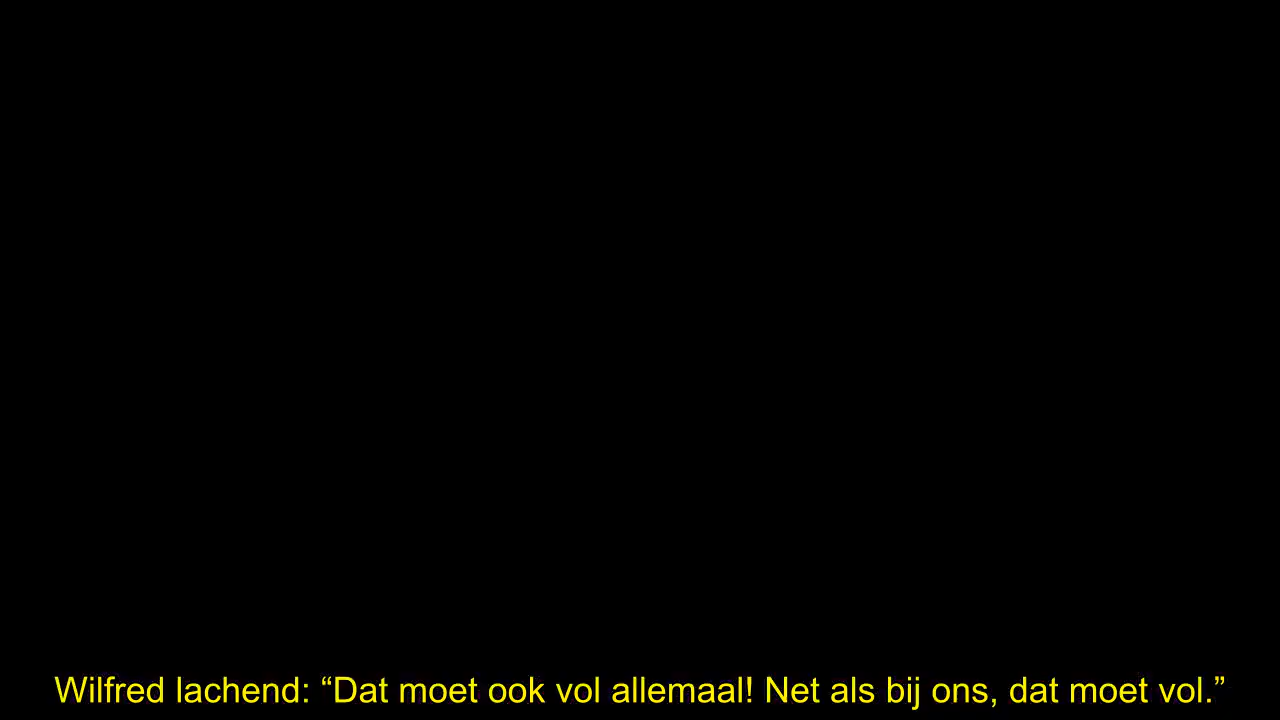 Wilfred lachend: “Dat moet ook vol allemaal! Net als bij ons, dat moet vol.”